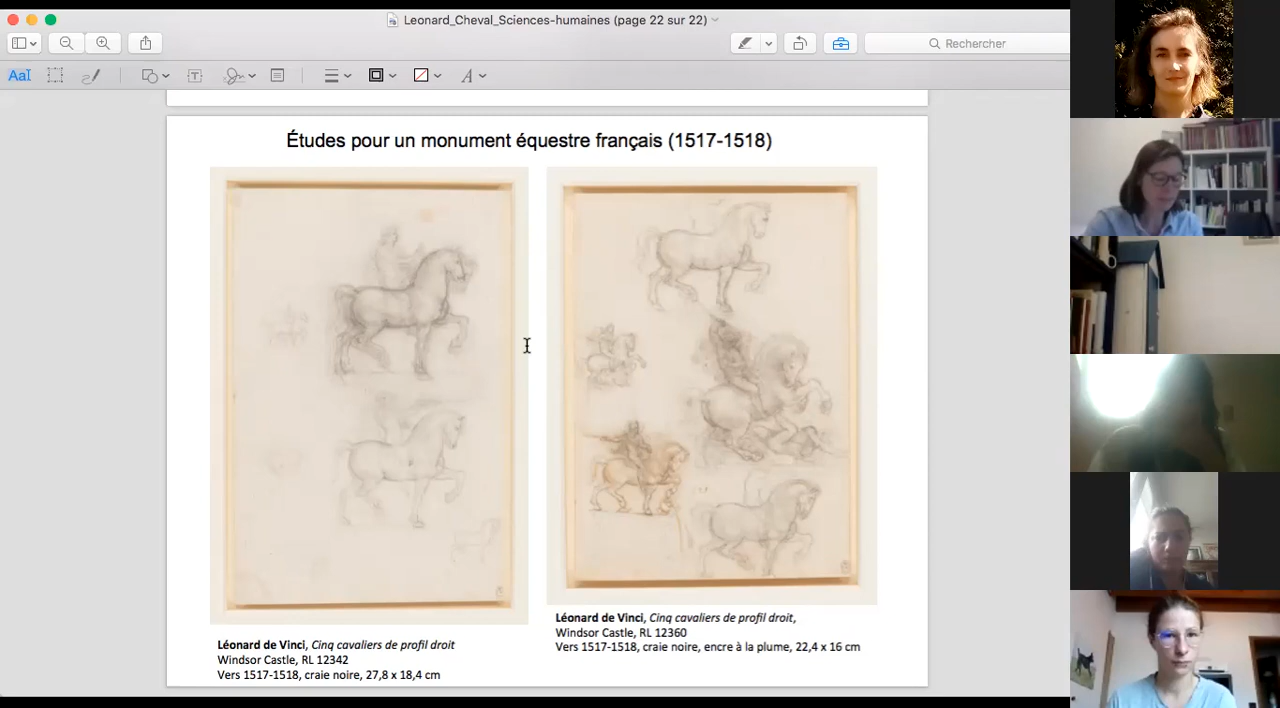 Leonard_Cheval_Sciences-humaines (page 22 sur 22)
Rechercher
AaI
T
A
Études pour un monument équestre français (1517-1518)
Léonard de Vinci, Cinq cavaliers de profil droit
Windsor Castle, RL 12342
Vers 1517-1518, craie noire, 27,8 x 18,4 cm
Léonard de Vinci, Cinq cavaliers de profil droit,
Windsor Castle, RL 12360
Vers 1517-1518, craie noire, encre à la plume, 22,4 x 16 cm